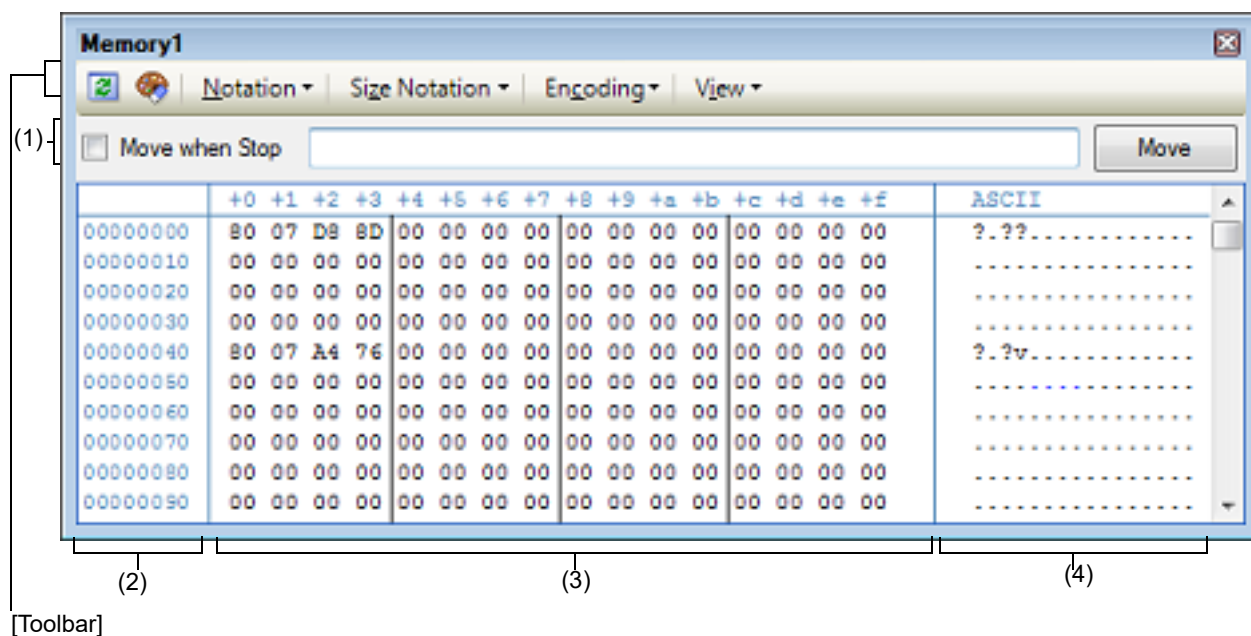 Memory1
Notation Size Notation Encoding View
(1) Move when Stop Move
+0 +1 +2 +3 +4 +5 +6 +7 +8 +9 +a +b +c +d +e +f ASCII
00000000 80 07 D8 8D 00 00 00 00 00 00 00 00 00 00 00 00 ?.??............
00000010 00 00 00 00 00 00 00 00 00 00 00 00 00 00 00 00 ................
00000020 00 00 00 00 00 00 00 00 00 00 00 00 00 00 00 00 ................
00000030 00 00 00 00 00 00 00 00 00 00 00 00 00 00 00 00 ................
00000040 80 07 A4 76 00 00 00 00 00 00 00 00 00 00 00 00 ?.?v............
00000050 00 00 00 00 00 00 00 00 00 00 00 00 00 00 00 00 ................
00000060 00 00 00 00 00 00 00 00 00 00 00 00 00 00 00 00 ................
00000070 00 00 00 00 00 00 00 00 00 00 00 00 00 00 00 00 ................
00000080 00 00 00 00 00 00 00 00 00 00 00 00 00 00 00 00 ................
00000090 00 00 00 00 00 00 00 00 00 00 00 00 00 00 00 00 ................
(2) (3) (4)
[Toolbar]